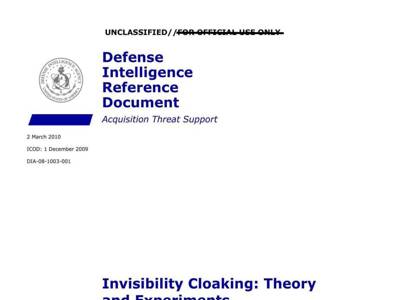 UNCLASSIFIED//FOR OFFICIAL USE ONLY
Defense
Intelligence
Reference
Document
Acquisition Threat Support
2 March 2010
ICOD: 1 December 2009
DIA-08-1003-001
Invisibility Cloaking: Theory
and Experiments